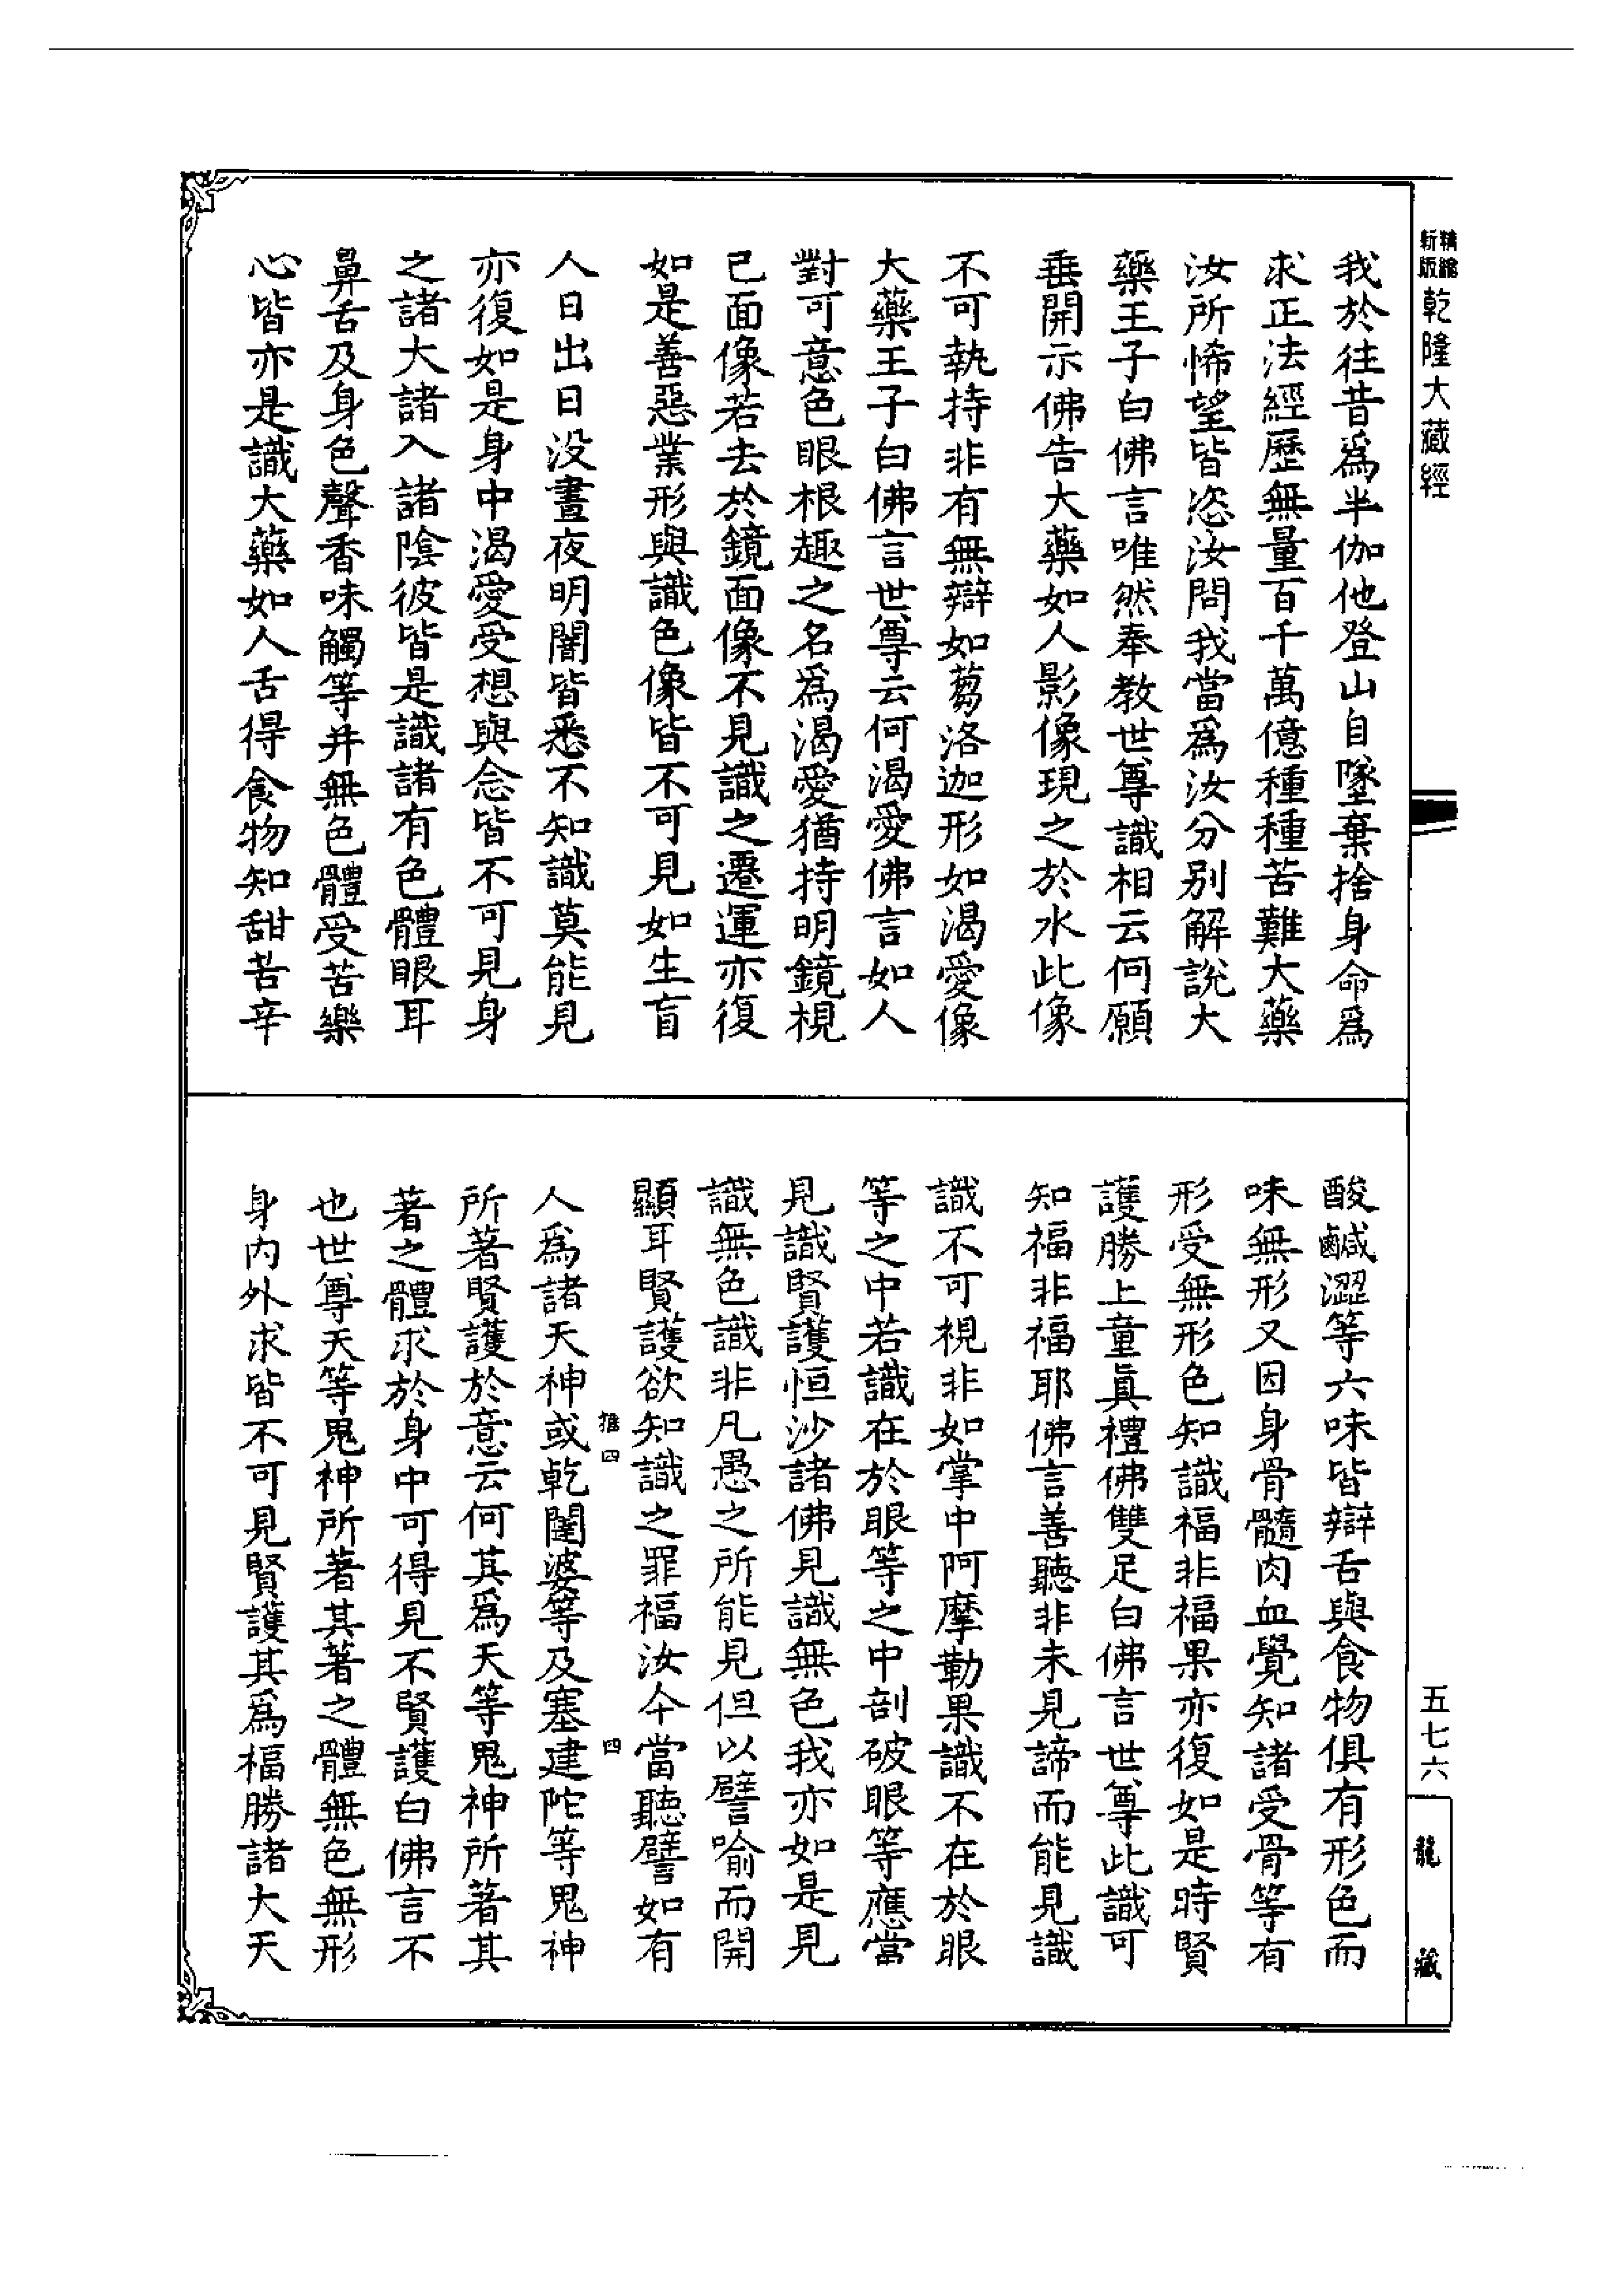 精縮新版
乾隆大藏經
我於往昔爲半伽他登山自墜棄捨身命爲
求正法經歷無量百千萬億種種苦難大藥
汝所悕望皆恣汝問我當爲汝分别解說大
藥王子白佛言唯然奉教世尊識相云何願
垂開示佛告大藥如人影像現之於水此像
不可執持非有無辯如蒭洛迦形如渴愛像
大藥王子白佛言世尊云何渴愛佛言如人
對可意色眼根趣之名爲渴愛猶持明鏡視
已面像若去於鏡面像不見識之遷運亦復
如是善惡業形與識色像皆不可見如生盲
人日出日没晝夜明闇皆悉不知識莫能見
亦復如是身中渴愛受想與念皆不可見身
之諸大諸入諸陰彼皆是識諸有色體眼耳
鼻舌及身色聲香味觸等并無色體受苦樂
心皆亦是識大藥如人舌得食物知甜苦辛
酸鹹澀等六味皆辯舌與食物俱有形色而
味無形又因身骨髓肉血覺知諸受骨等有
形受無形色知識福非福果亦復如是時賢
護勝上童眞禮佛雙足白佛言世尊此識可
知福非福耶佛言善聽非未見諦而能見識
識不可視非如掌中阿摩勒果識不在於眼
等之中若識在於眼等之中剖破眼等應當
見識賢護恒沙諸佛見識無色我亦如是見
識無色識非凡愚之所能見但以譬喻而開
顯耳賢護欲知識之罪福汝今當聽譬如有
四
四
人爲諸天神或乾闥婆等及塞建陀等鬼神
所著賢護於意云何其爲天等鬼神所著其
著之體求於身中可得見不賢護白佛言不
也世尊天等鬼神所著其著之體無色無形
身内外求皆不可見賢護其爲福勝諸大天
五七六
龍藏